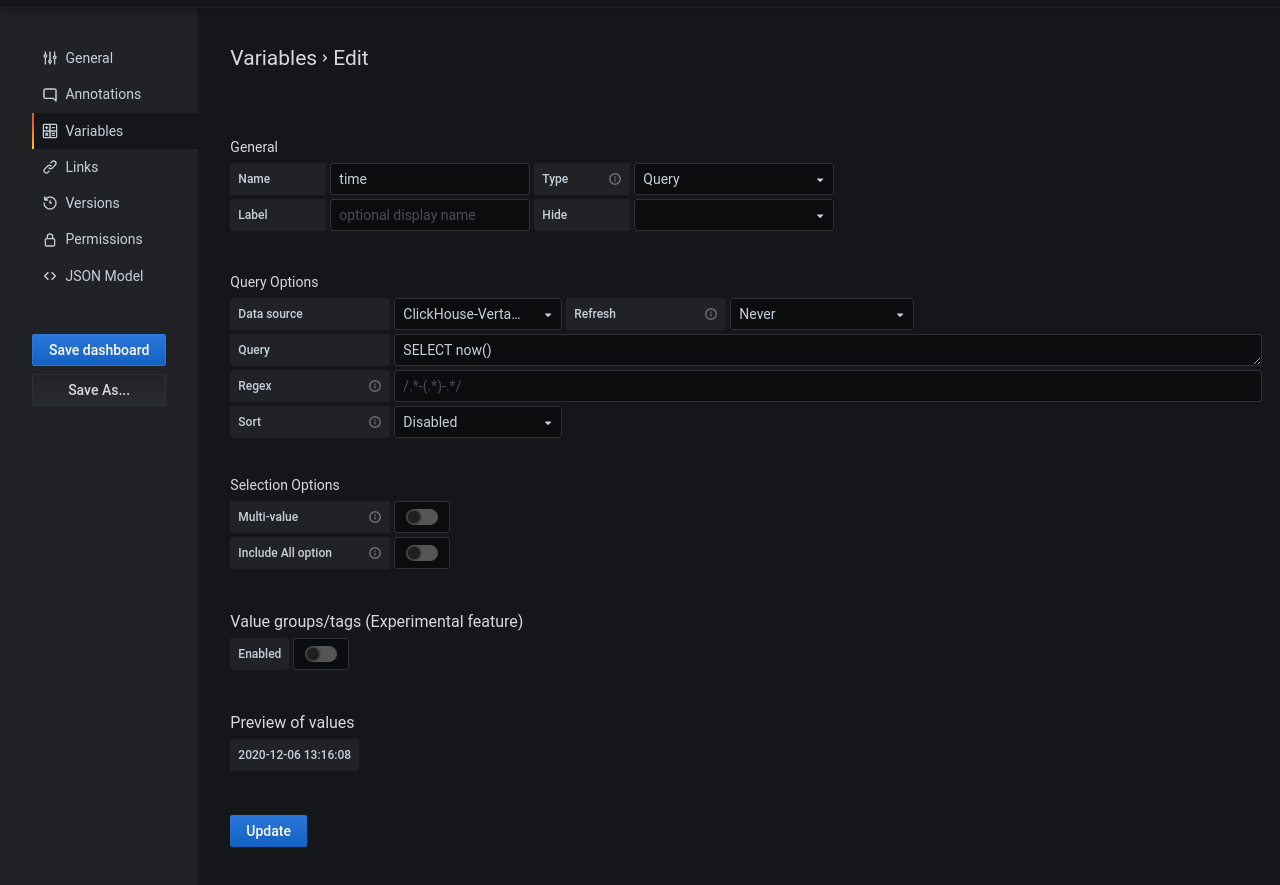 General
Annotations
Variables
Links
Versions
Permissions
JSON Model
Save dashboard
Save As...
Variables › Edit
General
Name time Type Query
Label optional display name Hide
Query Options
Data source ClickHouse-Verta... Refresh Never
Query SELECT now()
Regex /.*-(.*)-.*/
Sort Disabled
Selection Options
Multi-value
Include All option
Value groups/tags (Experimental feature)
Enabled
Preview of values
2020-12-06 13:16:08
Update